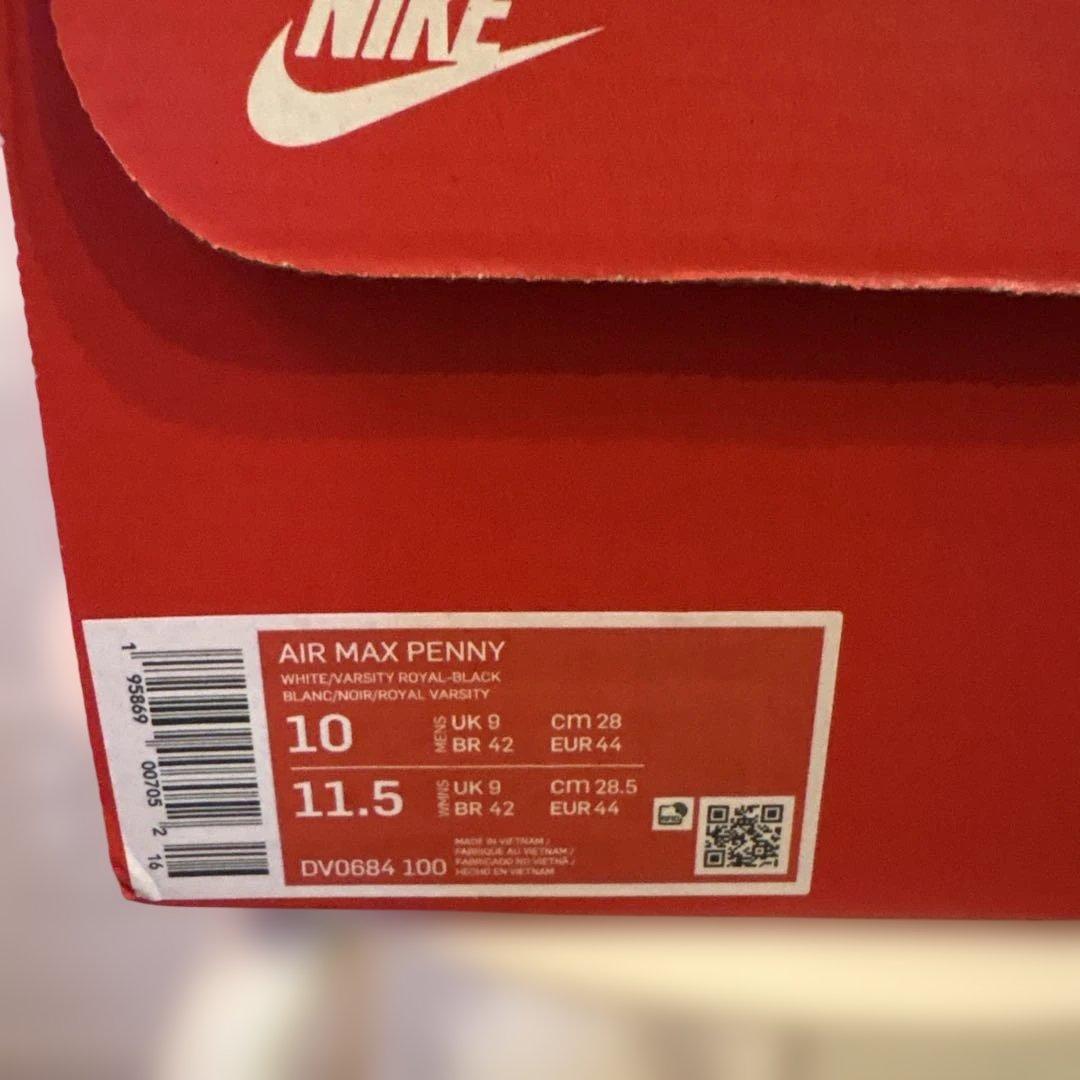 NIKE
AIR MAX PENNY
WHITE/VARSITY ROYAL-BLACK
BLANC/NOIR/ROYAL VARSITY
10 MENS UK 9 cm 28
BR 42 EUR 44
11.5 WMNS UK 9 cm 28.5
BR 42 EUR 44
DV0684 100
MADE IN VIETNAM /
FABRIQUE AU VIETNAM /
FABRICADO NO VIETNÃ /
HECHO EN VIETNAM
1 95869 00705 2 16